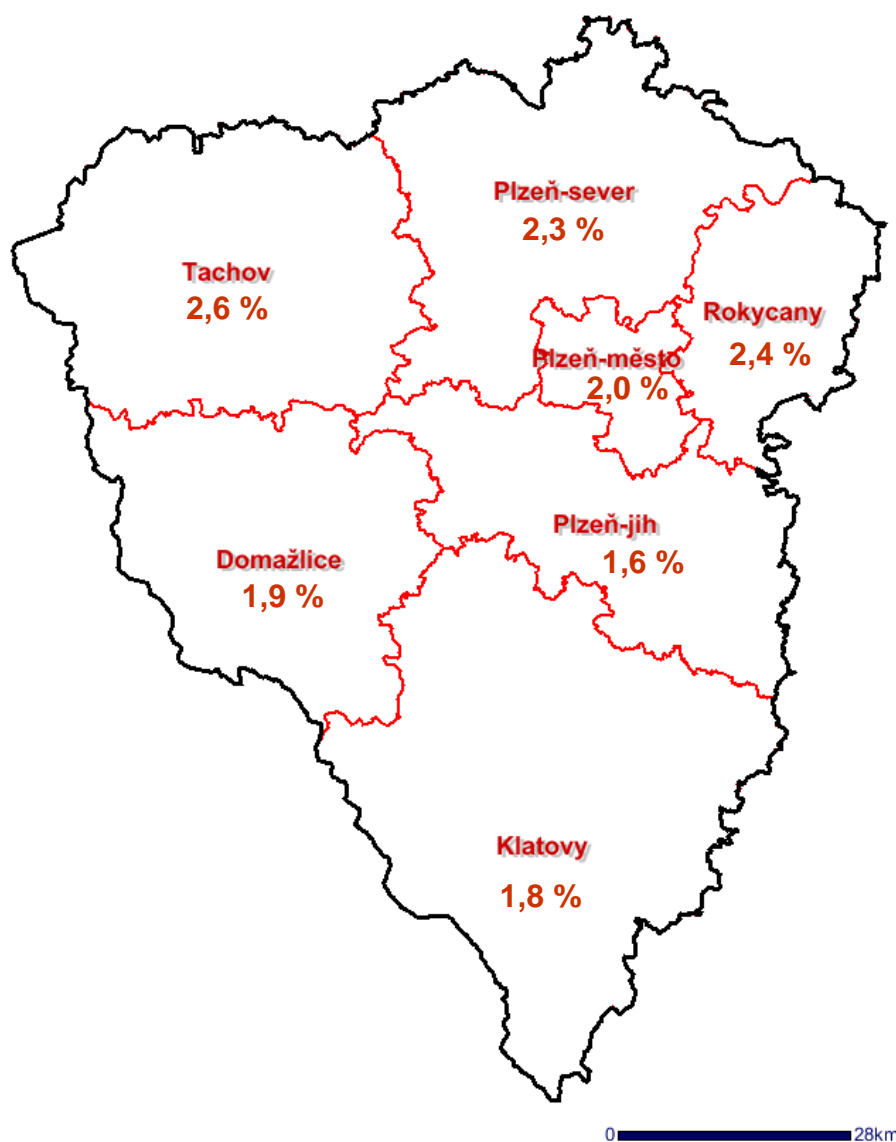 Plzeň-sever
2,3 %
Tachov
2,6 %
Rokycany
2,4 %
Plzeň-město
2,0 %
Plzeň-jih
1,6 %
Domažlice
1,9 %
Klatovy
1,8 %
0 28km